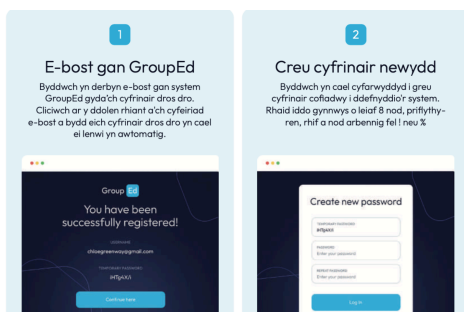 1
E-bost gan GroupEd
Byddwch yn derbyn e-bost gan system
GroupEd gyda'ch cyfrinair dros dro.
Cliciwch ar y ddolen rhiant a'ch cyfeiriad
e-bost a bydd eich cyfrinair dros dro yn cael
ei lenwi yn awtomatig.
Group Ed
You have been
successfully registered!
USERNAME
chloegreenway@gmail.com
TEMPORARY PASSWORD
Continue here
2
Creu cyfrinair newydd
Byddwch yn cael cyfarwyddyd i greu
cyfrinair cofiadwy i ddefnyddio'r system.
Rhaid iddo gynnwys o leiaf 8 nod, priflythy-
ren, rhif a nod arbennig fel ! neu %
Create new password
TEMPORARY PASSWORD
PASSWORD
Enter your password
REPEAT PASSWORD
Enter your password
Log in